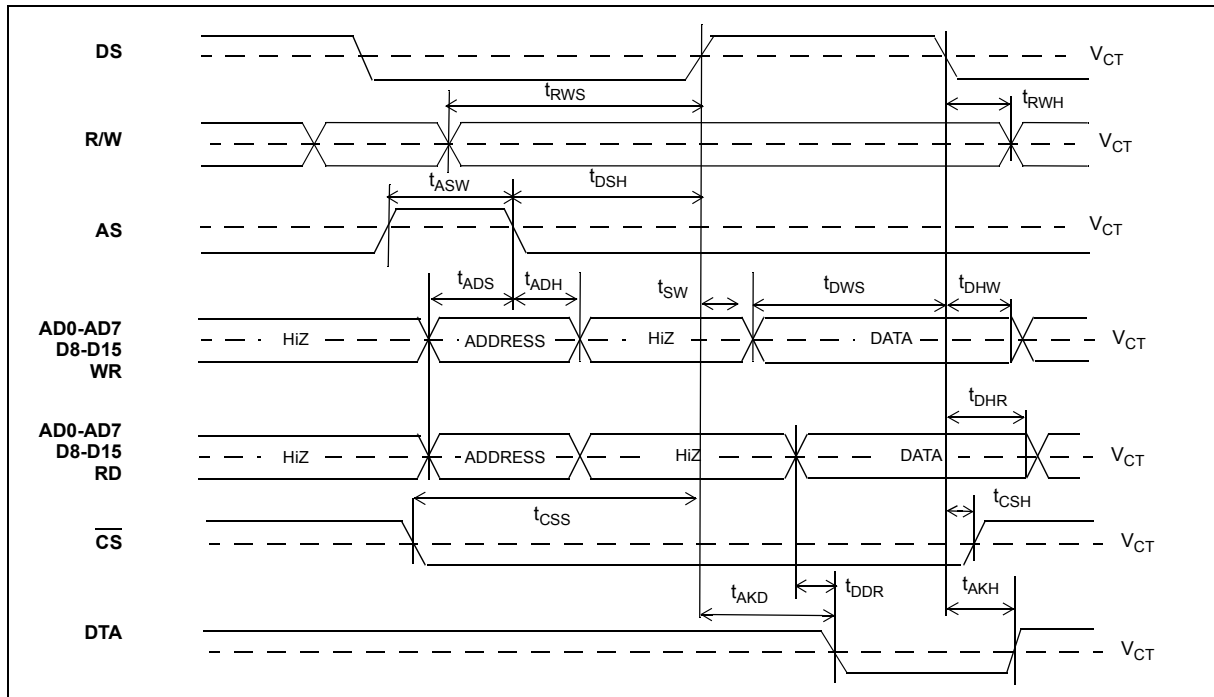 DS
V_CT
t_RWS
t_RWH
R/W
V_CT
t_ASW
t_DSH
AS
V_CT
t_ADS
t_ADH
t_SW
t_DWS
t_DHW
AD0-AD7
D8-D15
WR
HiZ
ADDRESS
HiZ
DATA
V_CT
t_DHR
AD0-AD7
D8-D15
RD
HiZ
ADDRESS
HiZ
DATA
V_CT
t_CSS
t_CSH
C̅S̅
V_CT
t_AKD
t_DDR
t_AKH
DTA
V_CT